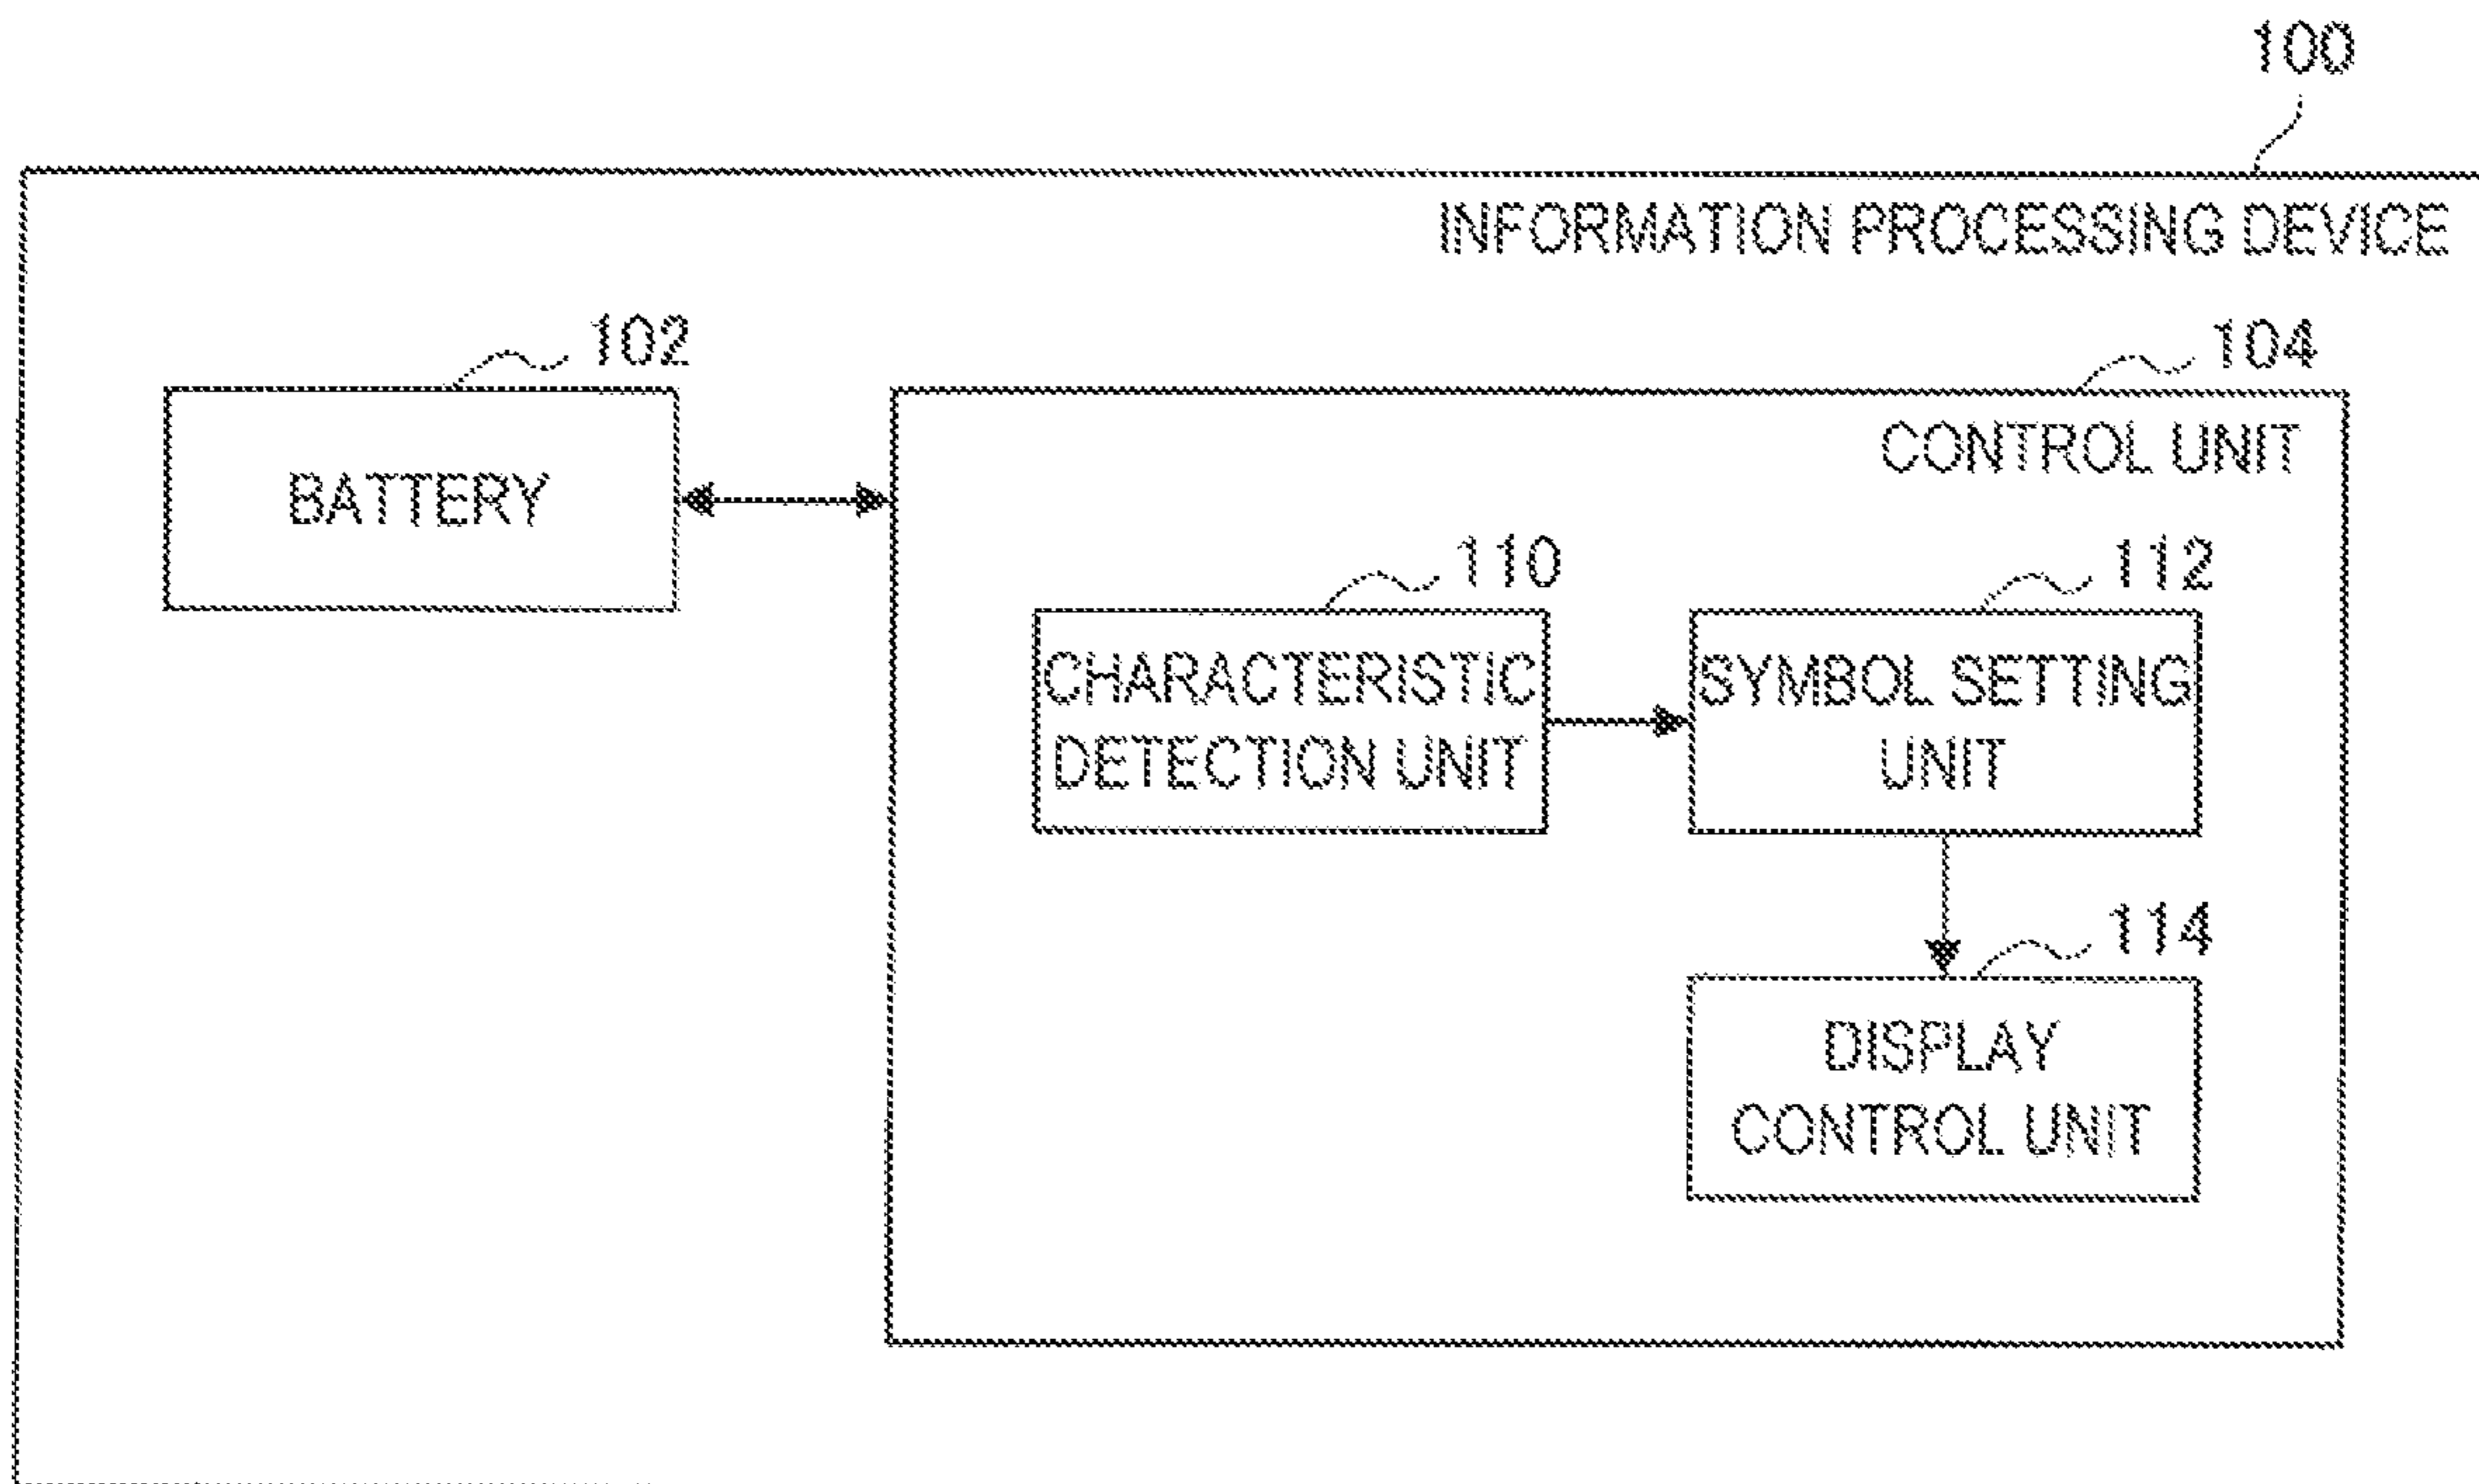 100
INFORMATION PROCESSING DEVICE
102
104
BATTERY
CONTROL UNIT
110
112
CHARACTERISTIC
DETECTION UNIT
SYMBOL SETTING
UNIT
114
DISPLAY
CONTROL UNIT